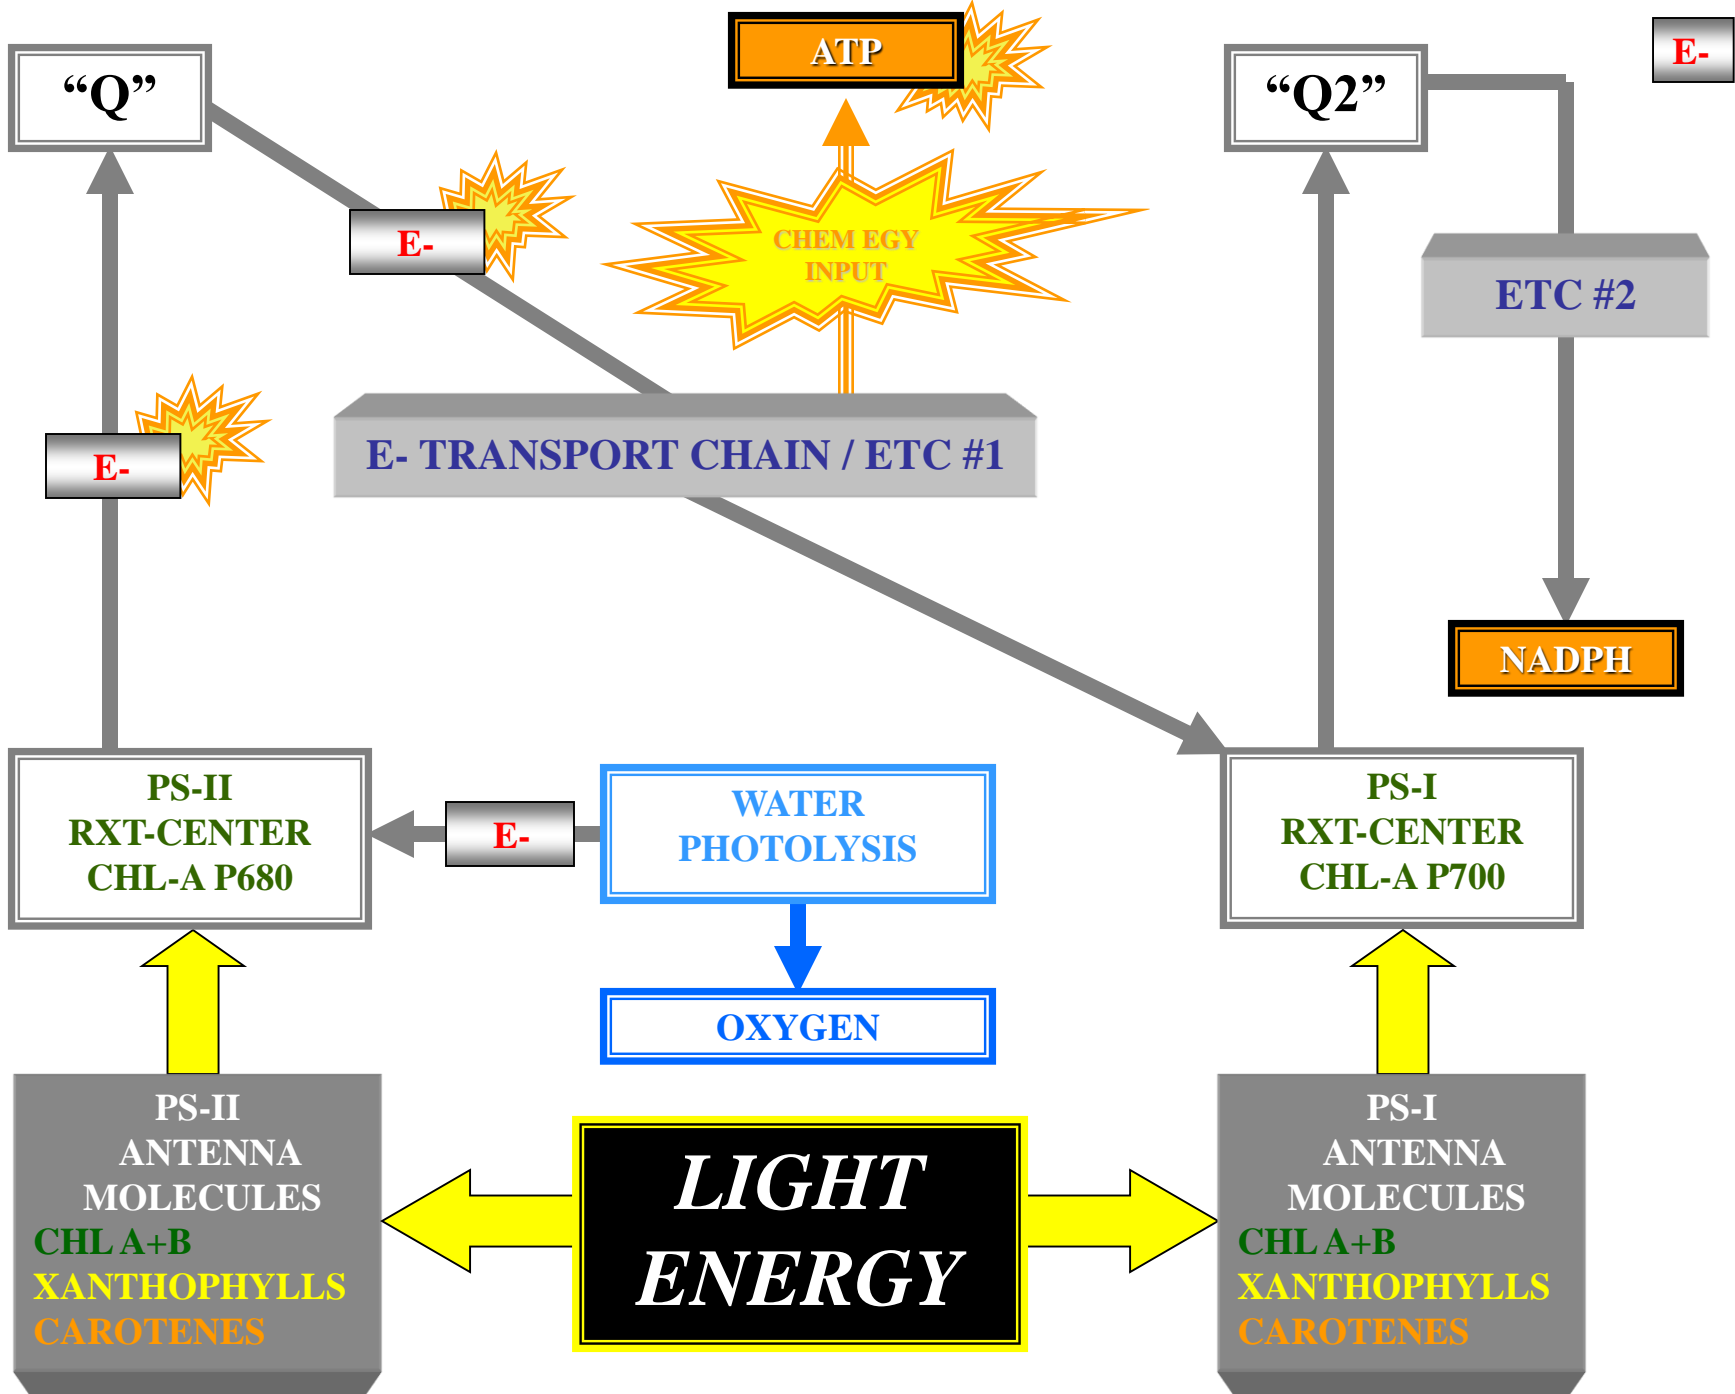 ATP
E-
“Q”
“Q2”
E-
CHEM EGY
INPUT
ETC #2
E- TRANSPORT CHAIN / ETC #1
E-
NADPH
PS-II
RXT-CENTER
CHL-A P680
E-
WATER
PHOTOLYSIS
PS-I
RXT-CENTER
CHL-A P700
OXYGEN
PS-II
ANTENNA
MOLECULES
CHL A+B
XANTHOPHYLLS
CAROTENES
LIGHT
ENERGY
PS-I
ANTENNA
MOLECULES
CHL A+B
XANTHOPHYLLS
CAROTENES